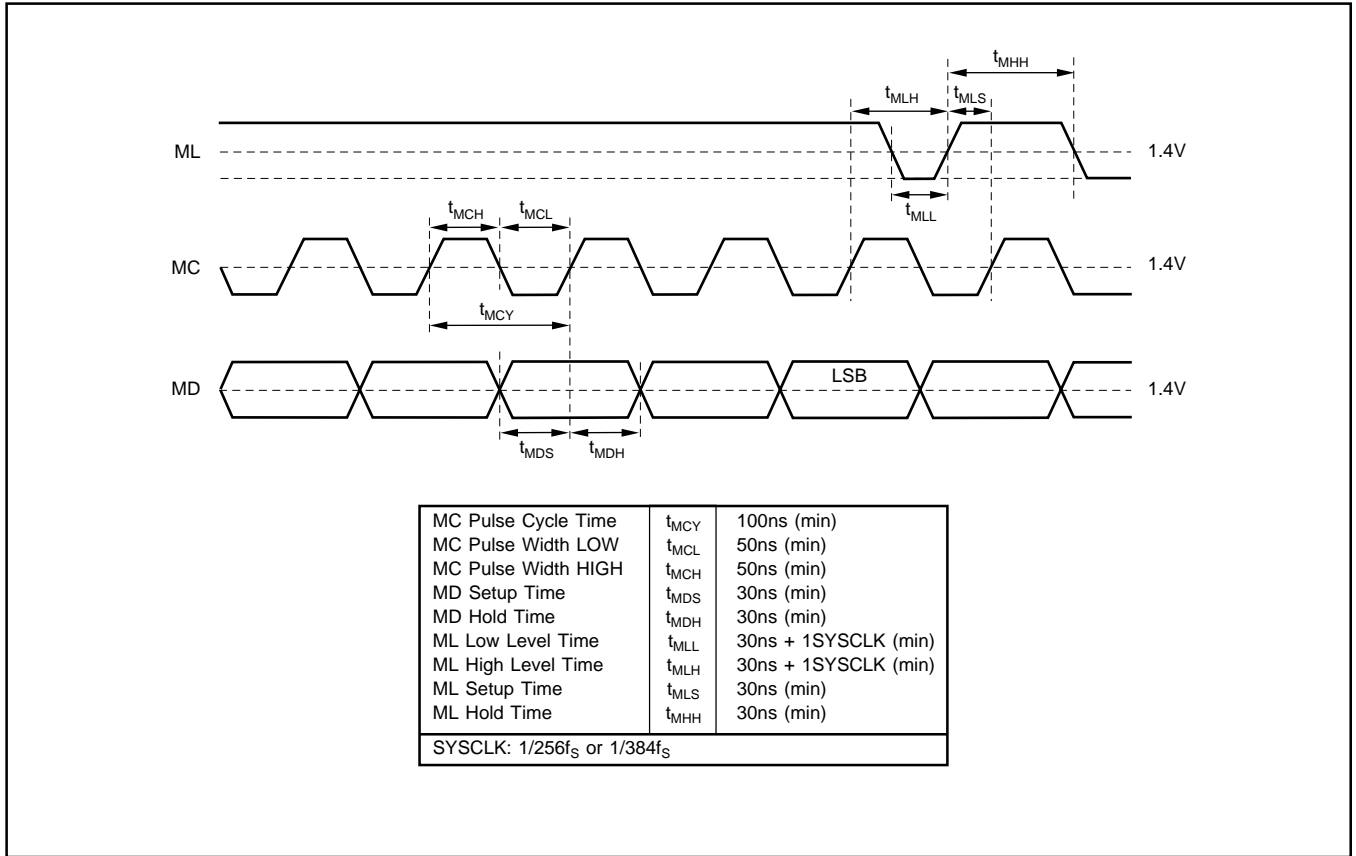 tMHH
tMLH tMLS
ML 1.4V
tMLL
tMCH tMCL
MC 1.4V
tMCY
LSB
MD 1.4V
tMDS tMDH
MC Pulse Cycle Time tMCY 100ns (min)
MC Pulse Width LOW tMCL 50ns (min)
MC Pulse Width HIGH tMCH 50ns (min)
MD Setup Time tMDS 30ns (min)
MD Hold Time tMDH 30ns (min)
ML Low Level Time tMLL 30ns + 1SYSCLK (min)
ML High Level Time tMLH 30ns + 1SYSCLK (min)
ML Setup Time tMLS 30ns (min)
ML Hold Time tMHH 30ns (min)
SYSCLK: 1/256fS or 1/384fS